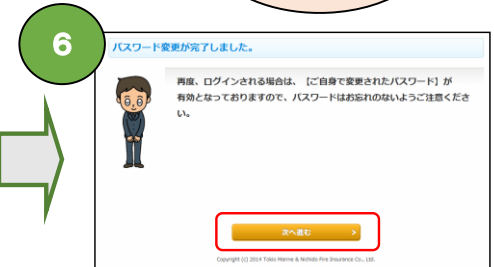 6
パスワード変更が完了しました。
再度、ログインされる場合は、【ご自身で変更されたパスワード】が
有効となっておりますので、パスワードはお忘れのないようご注意くださ
い。
次へ進む
Copyright (c) 2014 Tokio Marine & Nichido Fire Insurance Co., Ltd.